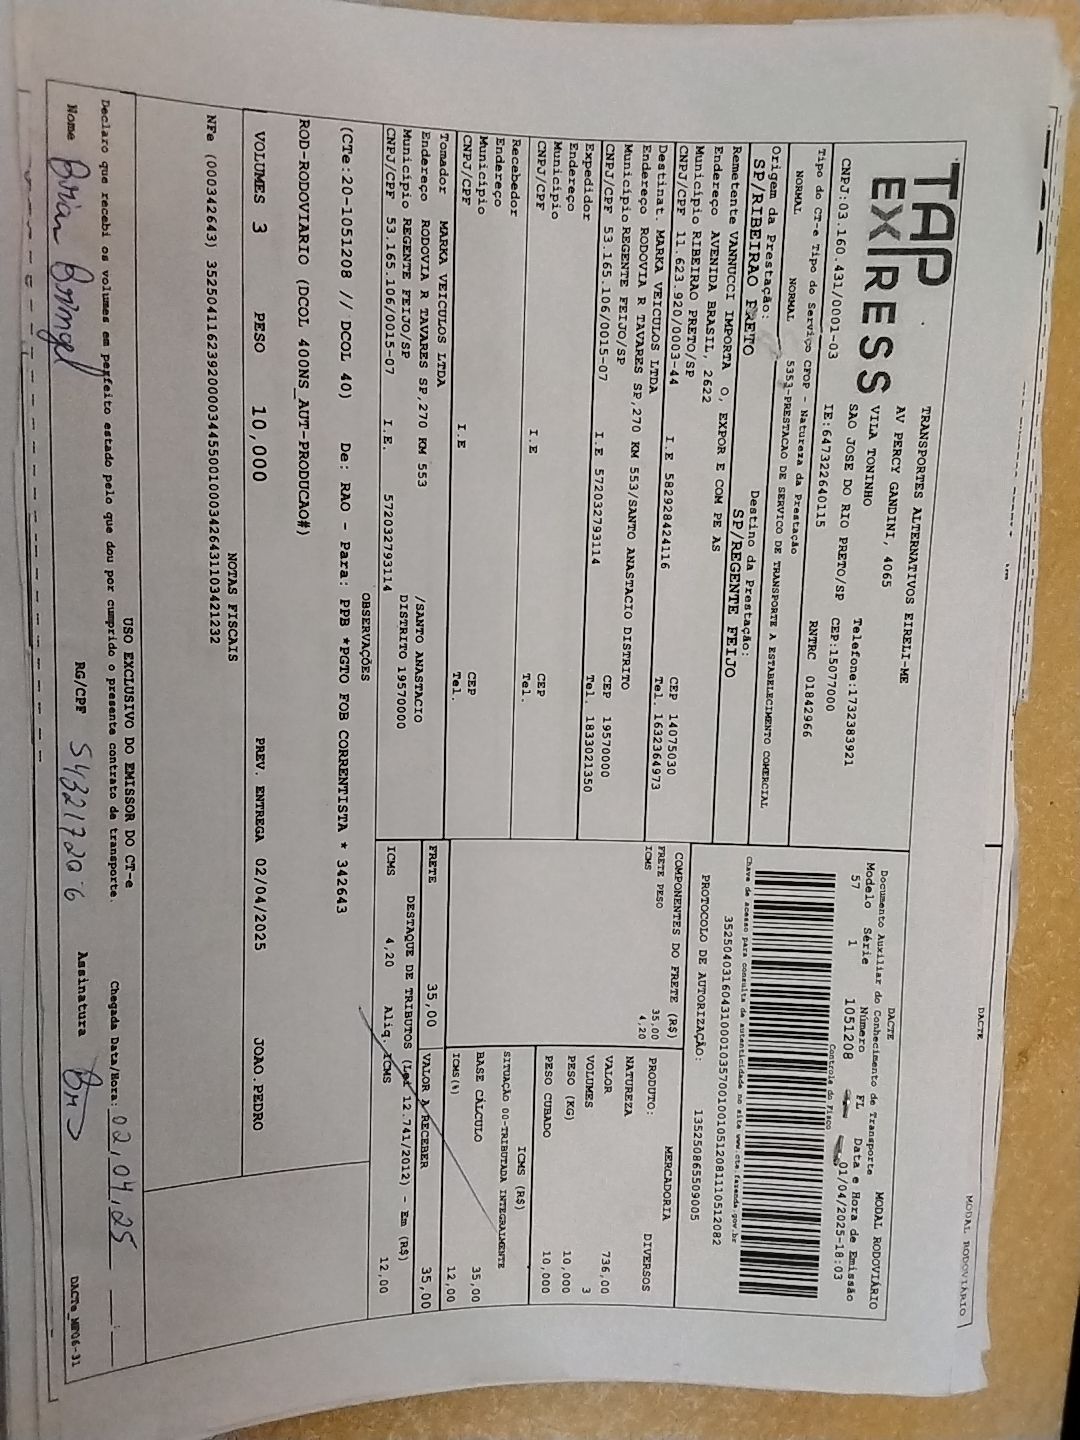 MODAL RODOVIÁRIO
DACTE
TAP
EXPRESS
TRANSPORTES ALTERNATIVOS EIRELI-ME
AV PERCY GANDINI, 4065
VILA TONINHO
SAO JOSE DO RIO PRETO/SP CEP:15077000
Telefone:1732383921
CNPJ:03.160.431/0001-03 IE:647322640115 RNTRC 01842966
DACTE MODAL RODOVIÁRIO
Documento Auxiliar do Conhecimento de Transporte
Modelo Série Número FL Data e Hora de Emissão
57 1 1051208 01/04/2025-18:03
Controle do Fisco
Chave de acesso para consulta de autenticidade no site www.cte.fazenda.gov.br
35250403160431000103570010010512081110512082
PROTOCOLO DE AUTORIZAÇÃO: 135250865509005
Tipo do CT-e Tipo do Serviço CFOP - Natureza da Prestação
NORMAL NORMAL 5353-PRESTACAO DE SERVICO DE TRANSPORTE A ESTABELECIMENTO COMERCIAL
Origem da Prestação: Destino da Prestação:
SP/RIBEIRAO PRETO SP/REGENTE FEIJO
Remetente VANNUCCI IMPORTA O, EXPOR E COM PE AS
Endereço AVENIDA BRASIL, 2622
Município RIBEIRAO PRETO/SP CEP 14075030
CNPJ/CPF 11.623.920/0003-44 I.E 582928424116 Tel. 1632364973
Destinat. MARKA VEICULOS LTDA
Endereço RODOVIA R TAVARES SP,270 KM 553/SANTO ANASTACIO DISTRITO
Município REGENTE FEIJO/SP CEP 19570000
CNPJ/CPF 53.165.106/0015-07 I.E 572032793114 Tel. 1833021350
Expedidor
Endereço
Município CEP
CNPJ/CPF I.E Tel.
Recebedor
Endereço
Município CEP
CNPJ/CPF I.E Tel.
Tomador MARKA VEICULOS LTDA
Endereço RODOVIA R TAVARES SP,270 KM 553 /SANTO ANASTACIO
Município REGENTE FEIJO/SP DISTRITO 19570000
CNPJ/CPF 53.165.106/0015-07 I.E. 572032793114
COMPONENTES DO FRETE (R$)
FRETE PESO 35,00
ICMS 4,20
MERCADORIA
PRODUTO: DIVERSOS
NATUREZA
VALOR 736,00
VOLUMES 3
PESO (KG) 10,000
PESO CUBADO 10,000
ICMS (R$)
SITUAÇÃO 00-TRIBUTADA INTEGRALMENTE
BASE CÁLCULO 35,00
ICMS(%) 12,00
FRETE 35,00 VALOR A RECEBER 35,00
DESTAQUE DE TRIBUTOS (Lei 12.741/2012) - Em (R$)
ICMS 4,20 Aliq. ICMS 12,00
OBSERVAÇÕES
(CTe:20-1051208 // DCOL 40) De: RAO - Para: PPB *PGTO FOB CORRENTISTA * 342643
ROD-RODOVIARIO (DCOL 400NS_AUT-PRODUCAO#)
VOLUMES 3 PESO 10,000 PREV. ENTREGA 02/04/2025 JOAO.PEDRO
NOTAS FISCAIS
NFe (000342643) 35250411623920000344550010003426431103421232
USO EXCLUSIVO DO EMISSOR DO CT-e
Declaro que recebi os volumes em perfeito estado pelo que dou por cumprido o presente contrato de transporte. Chegada Data/Hora: 02,04,25
Nome Brian RG/CPF Assinatura DACTe_MP06-31